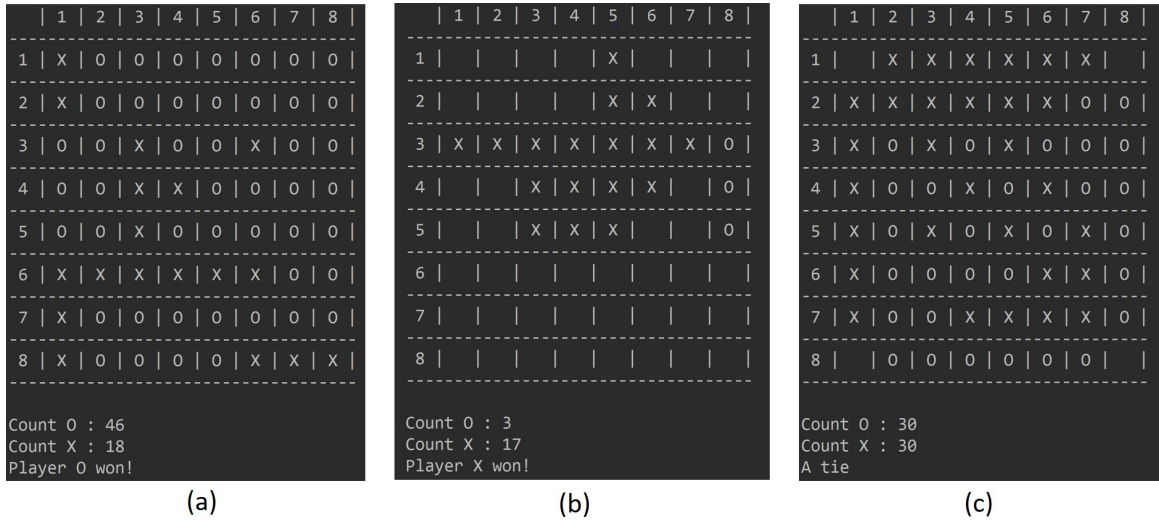 | 1 | 2 | 3 | 4 | 5 | 6 | 7 | 8 |
1 | X | O | O | O | O | O | O | O |
2 | X | O | O | O | O | O | O | O |
3 | O | O | X | O | O | X | O | O |
4 | O | O | X | X | O | O | O | O |
5 | O | O | X | O | O | O | O | O |
6 | X | X | X | X | X | X | O | O |
7 | X | O | O | O | O | O | O | O |
8 | X | O | O | O | O | X | X | X |
Count O : 46
Count X : 18
Player O won!
(a)
| 1 | 2 | 3 | 4 | 5 | 6 | 7 | 8 |
1 |   |   |   |   | X |   |   |   |
2 |   |   |   |   | X | X |   |   |
3 | X | X | X | X | X | X | X | O |
4 |   |   | X | X | X | X |   | O |
5 |   |   | X | X | X |   |   | O |
6 |   |   |   |   |   |   |   |   |
7 |   |   |   |   |   |   |   |   |
8 |   |   |   |   |   |   |   |   |
Count O : 3
Count X : 17
Player X won!
(b)
| 1 | 2 | 3 | 4 | 5 | 6 | 7 | 8 |
1 |   | X | X | X | X | X | X |   |
2 | X | X | X | X | X | X | O | O |
3 | X | O | X | O | X | O | O | O |
4 | X | O | O | X | O | X | O | O |
5 | X | O | X | O | X | O | X | O |
6 | X | O | O | O | O | X | X | O |
7 | X | O | O | X | X | X | X | O |
8 |   | O | O | O | O | O | O |   |
Count O : 30
Count X : 30
A tie
(c)